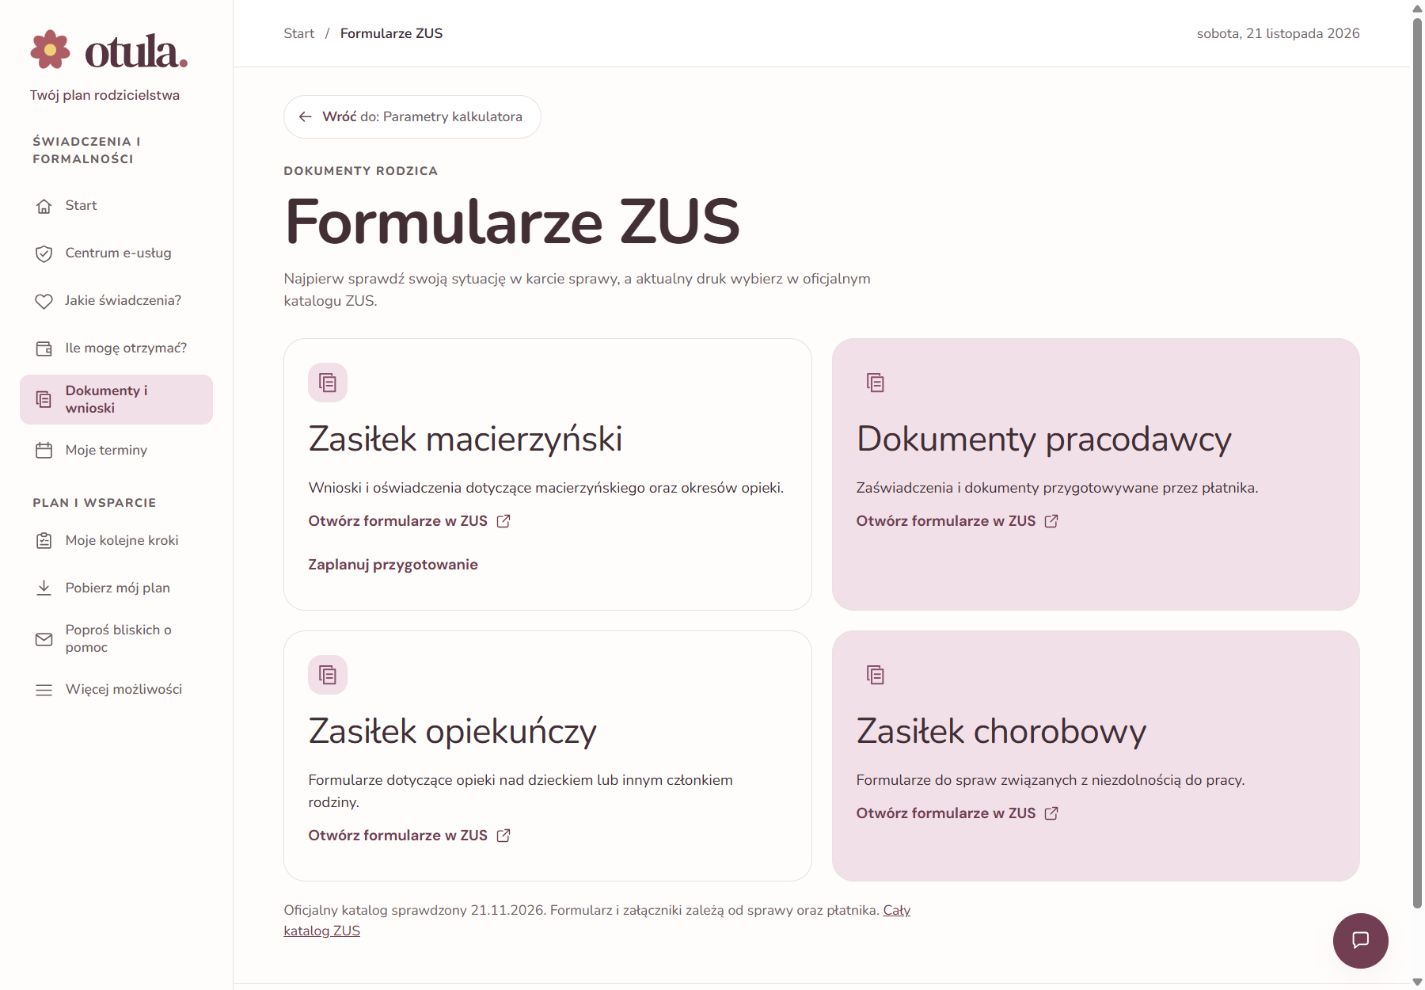 otula.
Twój plan rodzicielstwa
ŚWIADCZENIA I
FORMALNOŚCI
Start
Centrum e-usług
Jakie świadczenia?
Ile mogę otrzymać?
Dokumenty i
wnioski
Moje terminy
PLAN I WSPARCIE
Moje kolejne kroki
Pobierz mój plan
Poproś bliskich o
pomoc
Więcej możliwości
Start / Formularze ZUS
sobota, 21 listopada 2026
Wróć do: Parametry kalkulatora
DOKUMENTY RODZICA
Formularze ZUS
Najpierw sprawdź swoją sytuację w karcie sprawy, a aktualny druk wybierz w oficjalnym
katalogu ZUS.
Zasiłek macierzyński
Wnioski i oświadczenia dotyczące macierzyńskiego oraz okresów opieki.
Otwórz formularze w ZUS
Zaplanuj przygotowanie
Dokumenty pracodawcy
Zaświadczenia i dokumenty przygotowywane przez płatnika.
Otwórz formularze w ZUS
Zasiłek opiekuńczy
Formularze dotyczące opieki nad dzieckiem lub innym członkiem
rodziny.
Otwórz formularze w ZUS
Zasiłek chorobowy
Formularze do spraw związanych z niezdolnością do pracy.
Otwórz formularze w ZUS
Oficjalny katalog sprawdzony 21.11.2026. Formularz i załączniki zależą od sprawy oraz płatnika. Cały
katalog ZUS